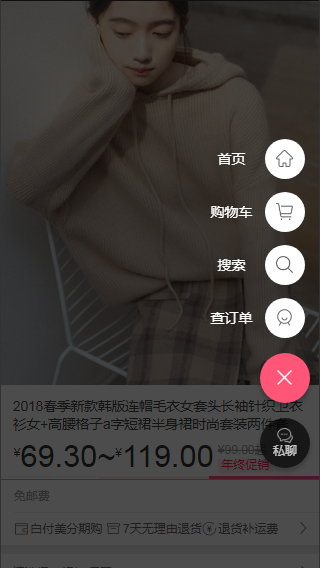 首页
购物车
搜索
查订单
2018春季新款韩版连帽毛衣女套头长袖针织卫衣
衫女+高腰格子a字短裙半身裙时尚套装两件套
¥69.30~¥119.00 ¥99.00
年终促销
私聊
免邮费
白付美分期购 7天无理由退货 退货补运费